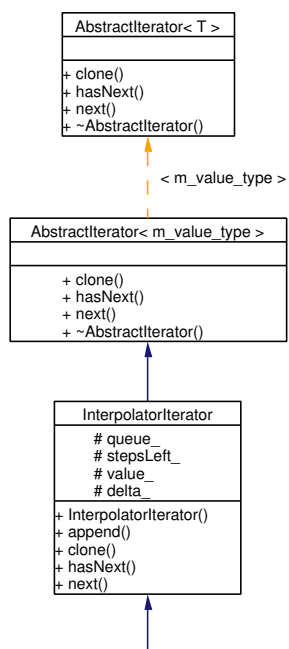 AbstractIterator< T >
+ clone()
+ hasNext()
+ next()
+ ~AbstractIterator()
< m_value_type >
AbstractIterator< m_value_type >
+ clone()
+ hasNext()
+ next()
+ ~AbstractIterator()
InterpolatorIterator
# queue_
# stepsLeft_
# value_
# delta_
+ InterpolatorIterator()
+ append()
+ clone()
+ hasNext()
+ next()